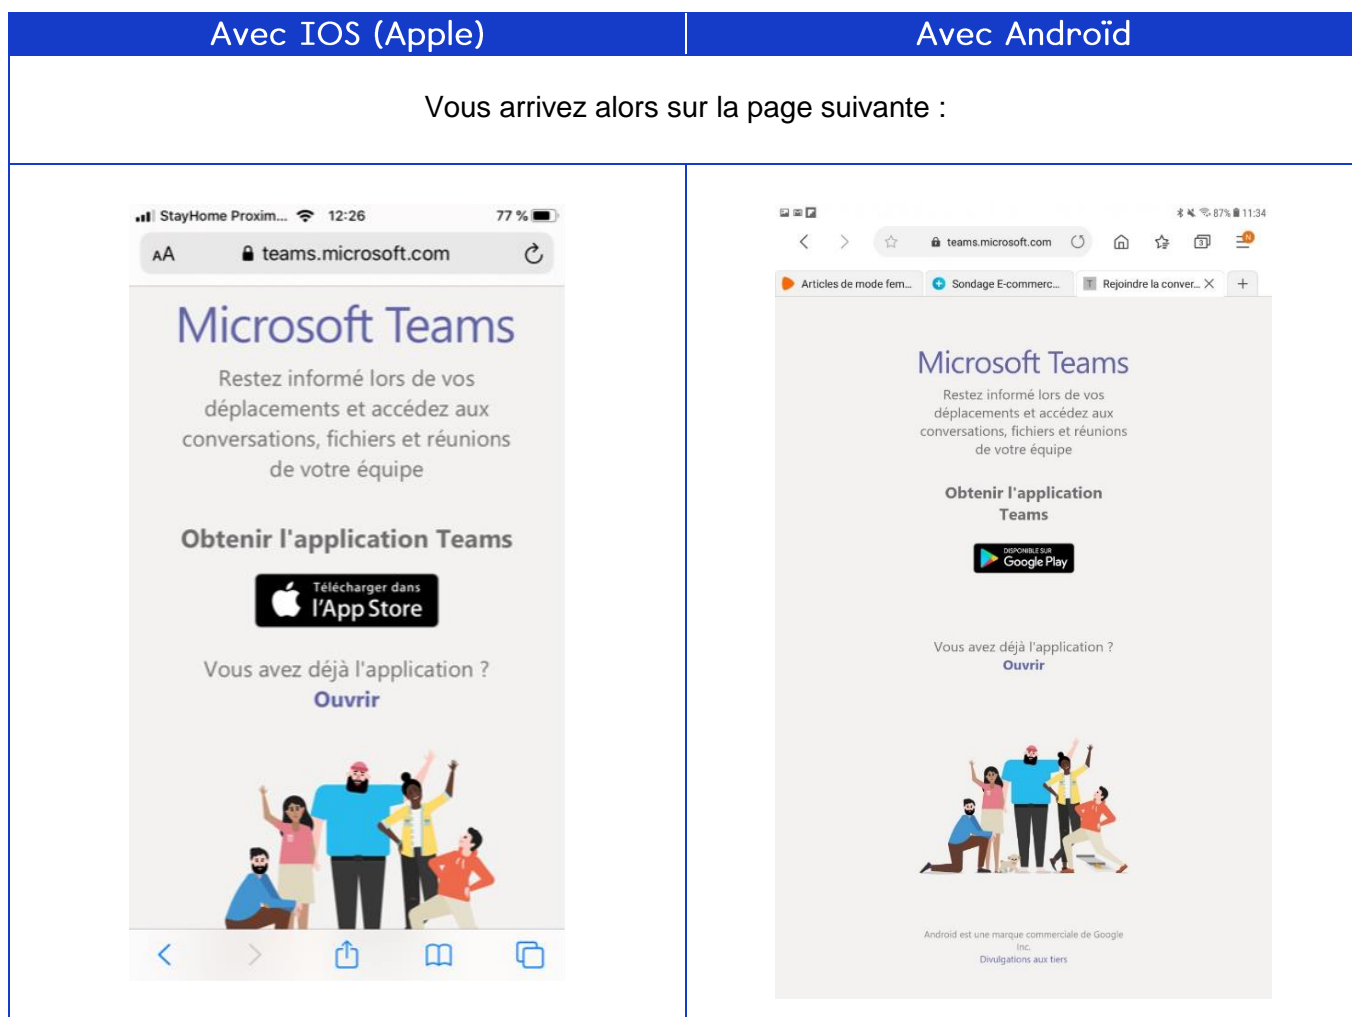 Avec IOS (Apple)
Avec Androïd
Vous arrivez alors sur la page suivante :
StayHome Proxim... 12:26 77 %
AA teams.microsoft.com
Microsoft Teams
Restez informé lors de vos
déplacements et accédez aux
conversations, fichiers et réunions
de votre équipe
Obtenir l'application Teams
Télécharger dans
l'App Store
Vous avez déjà l'application ?
Ouvrir
87% 11:34
teams.microsoft.com 3 N
Articles de mode fem... Sondage E-commerc... T Rejoindre la conver...
Microsoft Teams
Restez informé lors de vos
déplacements et accédez aux
conversations, fichiers et réunions
de votre équipe
Obtenir l'application
Teams
DISPONIBLE SUR
Google Play
Vous avez déjà l'application ?
Ouvrir
Android est une marque commerciale de Google
Inc.
Divulgations aux tiers